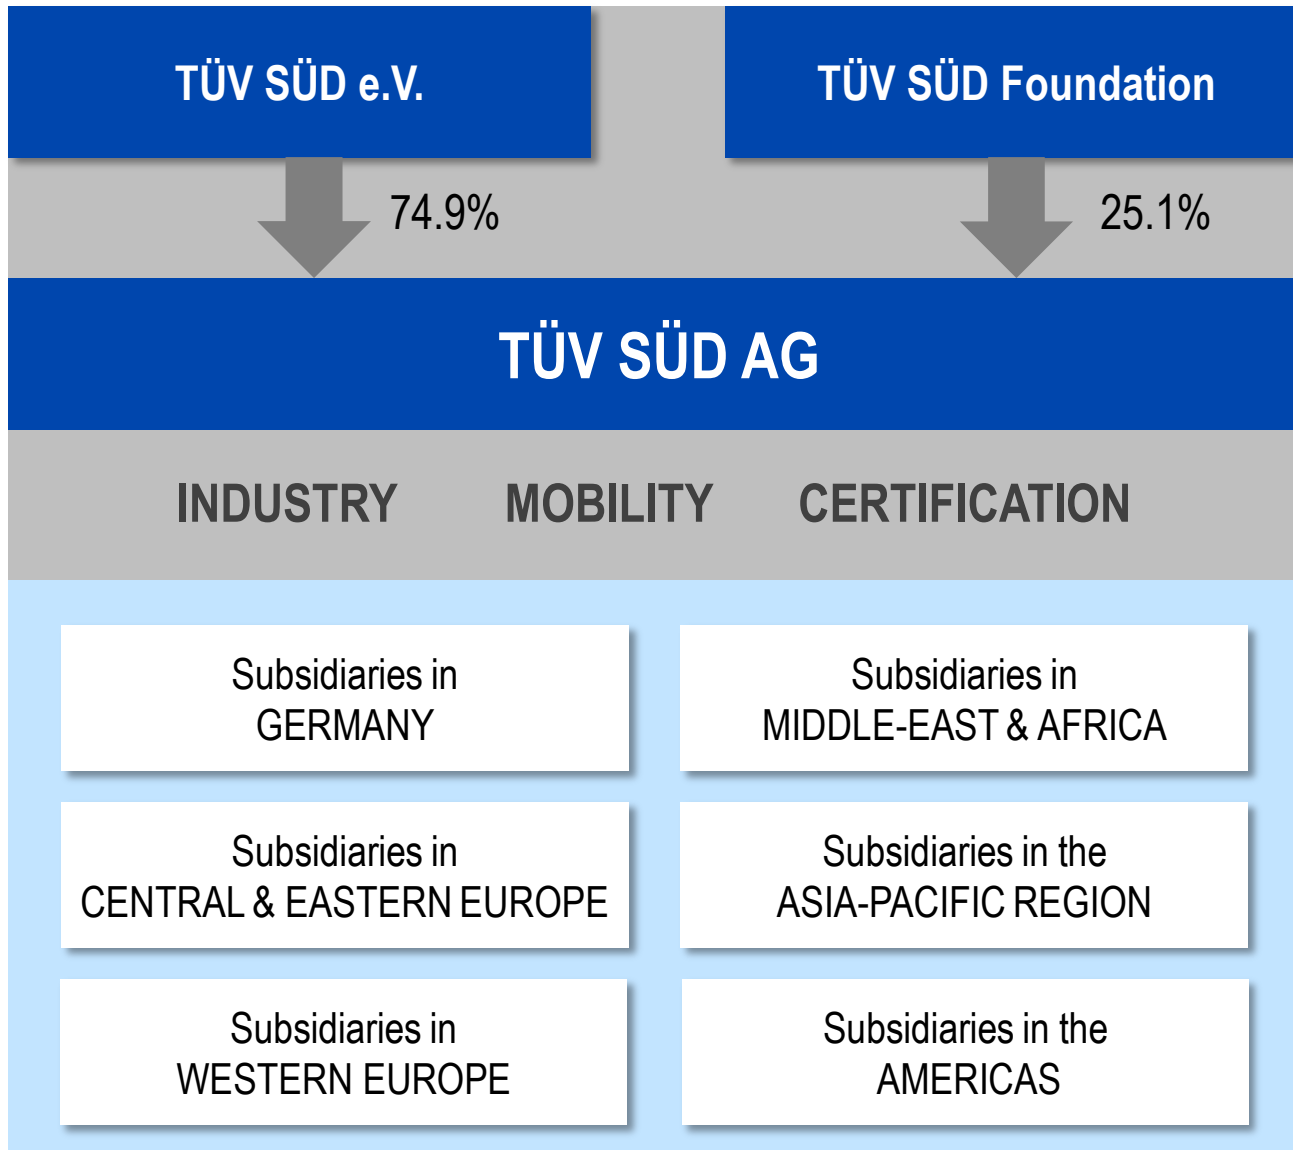 TÜV SÜD e.V.
TÜV SÜD Foundation
74.9%
25.1%
TÜV SÜD AG
INDUSTRY MOBILITY CERTIFICATION
Subsidiaries in
GERMANY
Subsidiaries in
MIDDLE-EAST & AFRICA
Subsidiaries in
CENTRAL & EASTERN EUROPE
Subsidiaries in the
ASIA-PACIFIC REGION
Subsidiaries in
WESTERN EUROPE
Subsidiaries in the
AMERICAS